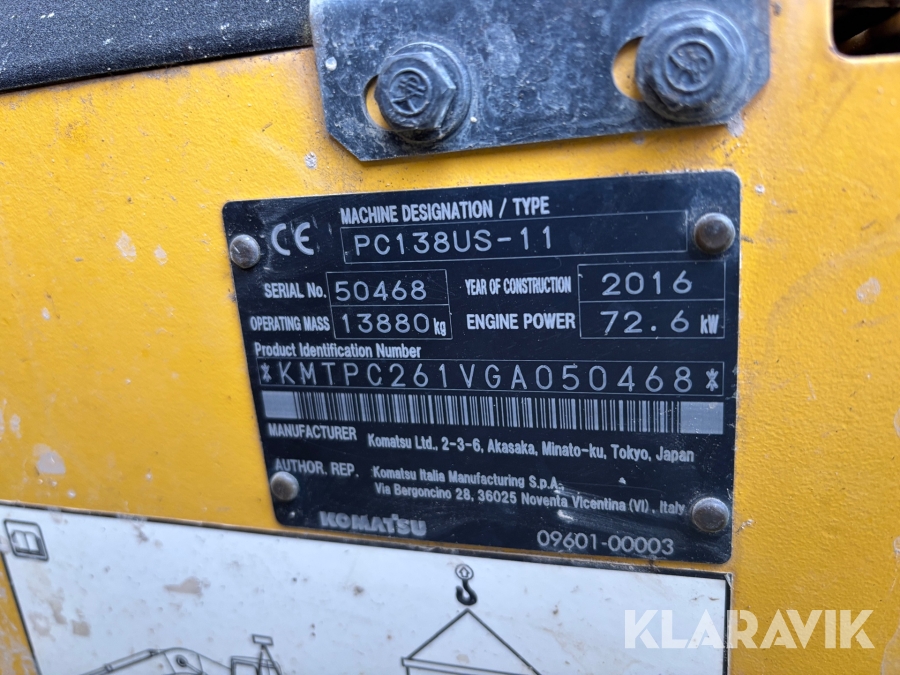 CE
MACHINE DESIGNATION / TYPE
PC138US-11
SERIAL No. 50468 YEAR OF CONSTRUCTION 2016
OPERATING MASS 13880kg ENGINE POWER 72.6 kW
Product Identification Number
*KMTPC261VGA050468*
MANUFACTURER Komatsu Ltd., 2-3-6, Akasaka, Minato-ku, Tokyo, Japan
AUTHOR. REP. Komatsu Italia Manufacturing S.p.A.
Via Bergoncino 28, 36025 Noventa Vicentina (VI), Italy
KOMATSU
09601-00003
KLARAVIK